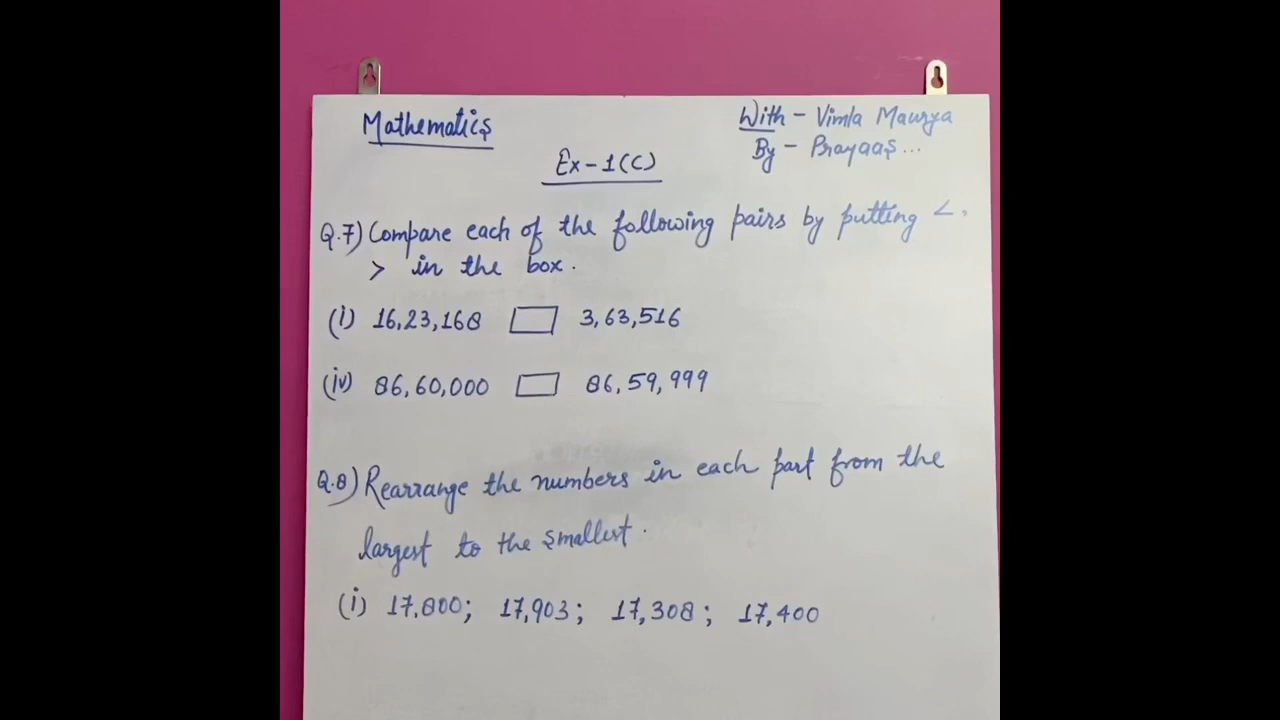 Mathematics
With - Vimla Maurya
By - Prayaas...
Ex-1(C)
Q.7) Compare each of the following pairs by putting <.
> in the box.
(i) 16,23,168 3,63,516
(iv) 86,60,000 86,59,999
Q.8) Rearrange the numbers in each part from the
largest to the smallest.
(i) 17,800; 17,903; 17,308; 17,400